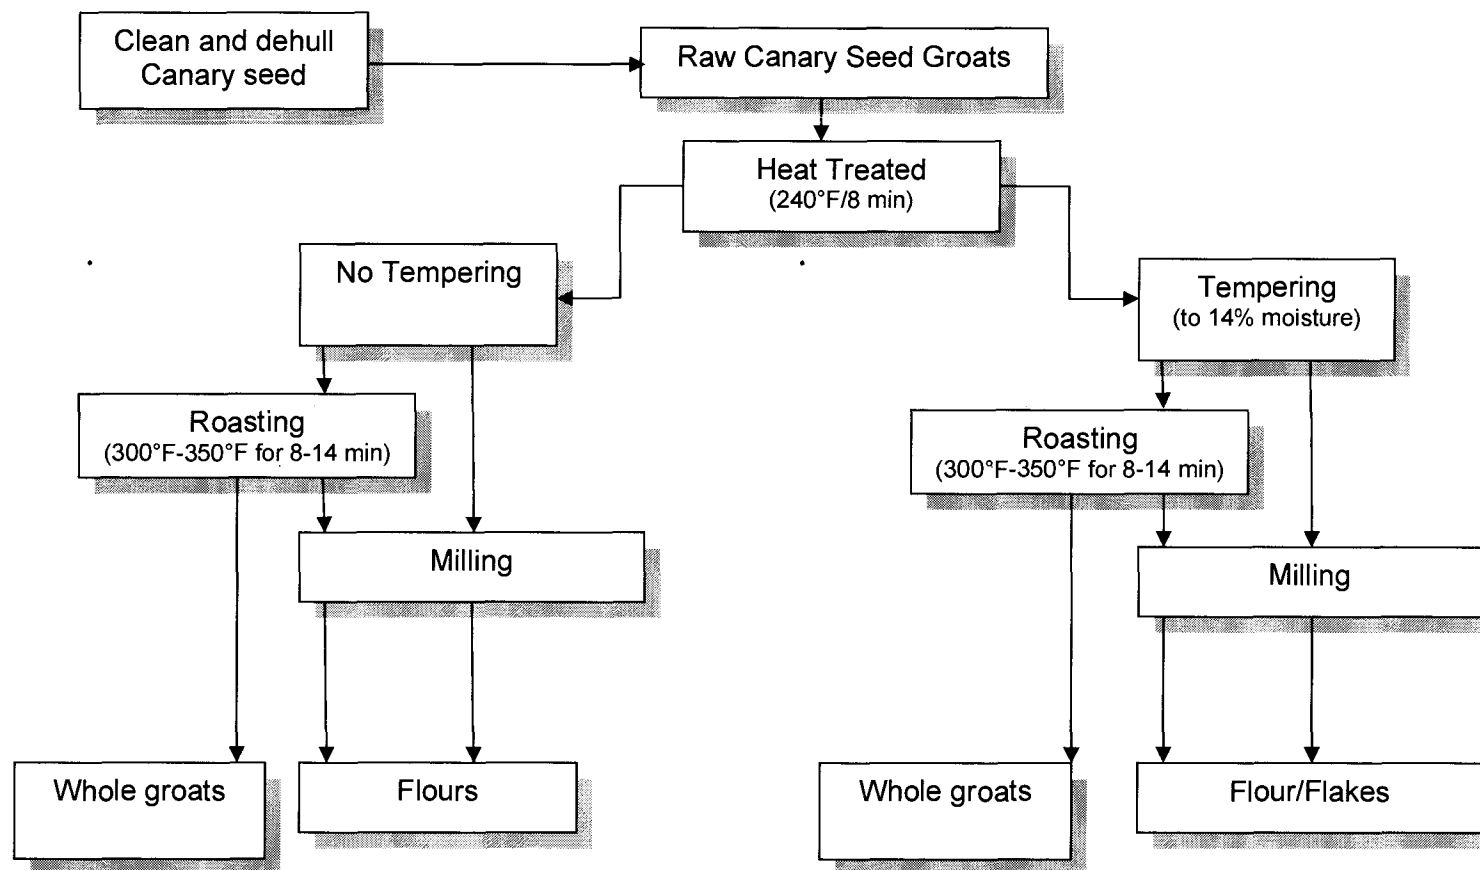 Clean and dehull
Canary seed
Raw Canary Seed Groats
Heat Treated
(240°F/8 min)
No Tempering
Tempering
(to 14% moisture)
Roasting
(300°F-350°F for 8-14 min)
Roasting
(300°F-350°F for 8-14 min)
Milling
Milling
Whole groats
Flours
Whole groats
Flour/Flakes